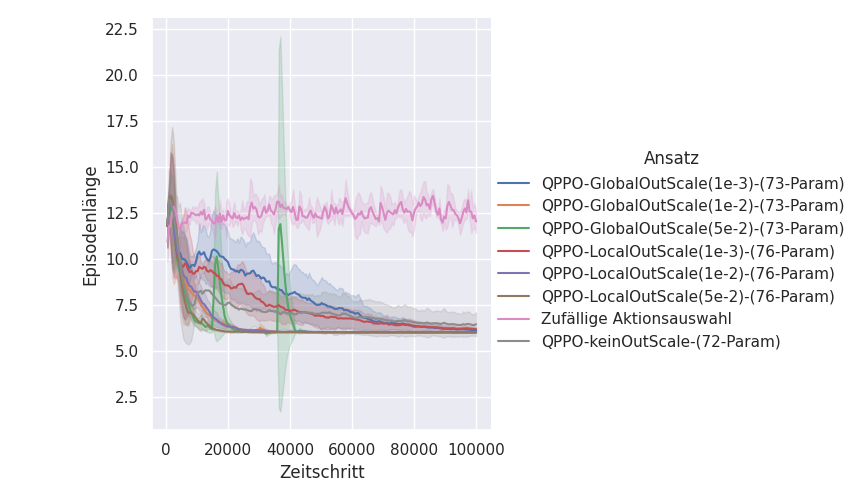 22.5
20.0
17.5
15.0
12.5
10.0
7.5
5.0
2.5
Episodenlänge
0 20000 40000 60000 80000 100000
Zeitschritt
Ansatz
QPPO-GlobalOutScale(1e-3)-(73-Param)
QPPO-GlobalOutScale(1e-2)-(73-Param)
QPPO-GlobalOutScale(5e-2)-(73-Param)
QPPO-LocalOutScale(1e-3)-(76-Param)
QPPO-LocalOutScale(1e-2)-(76-Param)
QPPO-LocalOutScale(5e-2)-(76-Param)
Zufällige Aktionsauswahl
QPPO-keinOutScale-(72-Param)